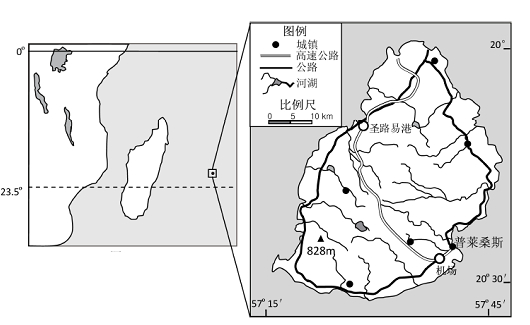 0°
23.5°
图例
城镇
高速公路
公路
河湖
比例尺
0 5 10 km
20°
圣路易港
828m
普莱桑斯
机场
20°30′
57°15′
57°45′